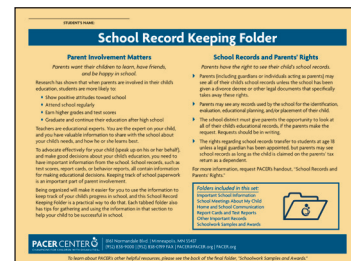 STUDENT'S NAME:
School Record Keeping Folder
Parent Involvement Matters
Parents want their children to learn, have friends,
and be happy in school.
Research has shown that when parents are involved in their child's
education, students are more likely to:
• Show positive attitudes toward school
• Attend school regularly
• Earn higher grades and test scores
• Graduate and continue their education after high school
Teachers are educational experts. You are the expert on your child,
and you have valuable information to share with the school about
your child's needs, and how he or she learns best.
To advocate effectively for your child (speak up on his or her behalf),
and make good decisions about your child's education, you need to
have important information from the school. School records, such as
test scores, report cards, or behavior reports, all contain information
for making educational decisions. Keeping track of school paperwork
is an important part of parent involvement.
Being organized will make it easier for you to use the information to
keep track of your child's progress in school, and this School Record
Keeping Folder is a practical way to do that. Each tabbed folder also
has tips for gathering and using the information in that section to
help your child to be successful in school.
School Records and Parents' Rights
Parents have the right to see their child's school records.
Parents (including guardians or individuals acting as parents) may
see all of their child's school records unless the school has been
given a divorce decree or other legal documents that specifically
takes away these rights.
Parents may see any records used by the school for the identification,
evaluation, educational planning, and/or placement of their child.
The school district must give parents the opportunity to look at
all of their child's educational records, if the parents make the
request. Requests should be in writing.
The rights regarding school records transfer to students at age 18
unless a legal guardian has been appointed, but parents may see
school records as long as the child is claimed on the parents' tax
return as a dependent.
For more information, request PACER's handout, "School Records and
Parents' Rights."
Folders included in this set:
Important School Information
School Meetings About My Child
Home and School Communication
Report Cards and Test Reports
Other Important Records
Schoolwork Samples and Awards
PACER CENTER
8161 Normandale Blvd. | Minneapolis, MN 55437
(952) 838-9000 | (952) 838-0199 FAX | PACER@PACER.org | PACER.org
To learn about PACER's other helpful resources, please see the back of the final folder, "Schoolwork Samples and Awards."